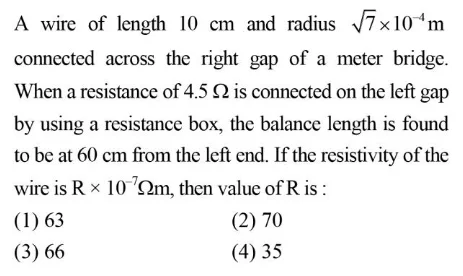 A wire of length 10 cm and radius √7×10⁻⁴m
connected across the right gap of a meter bridge.
When a resistance of 4.5 Ω is connected on the left gap
by using a resistance box, the balance length is found
to be at 60 cm from the left end. If the resistivity of the
wire is R × 10⁻⁷Ωm, then value of R is :
(1) 63 (2) 70
(3) 66 (4) 35